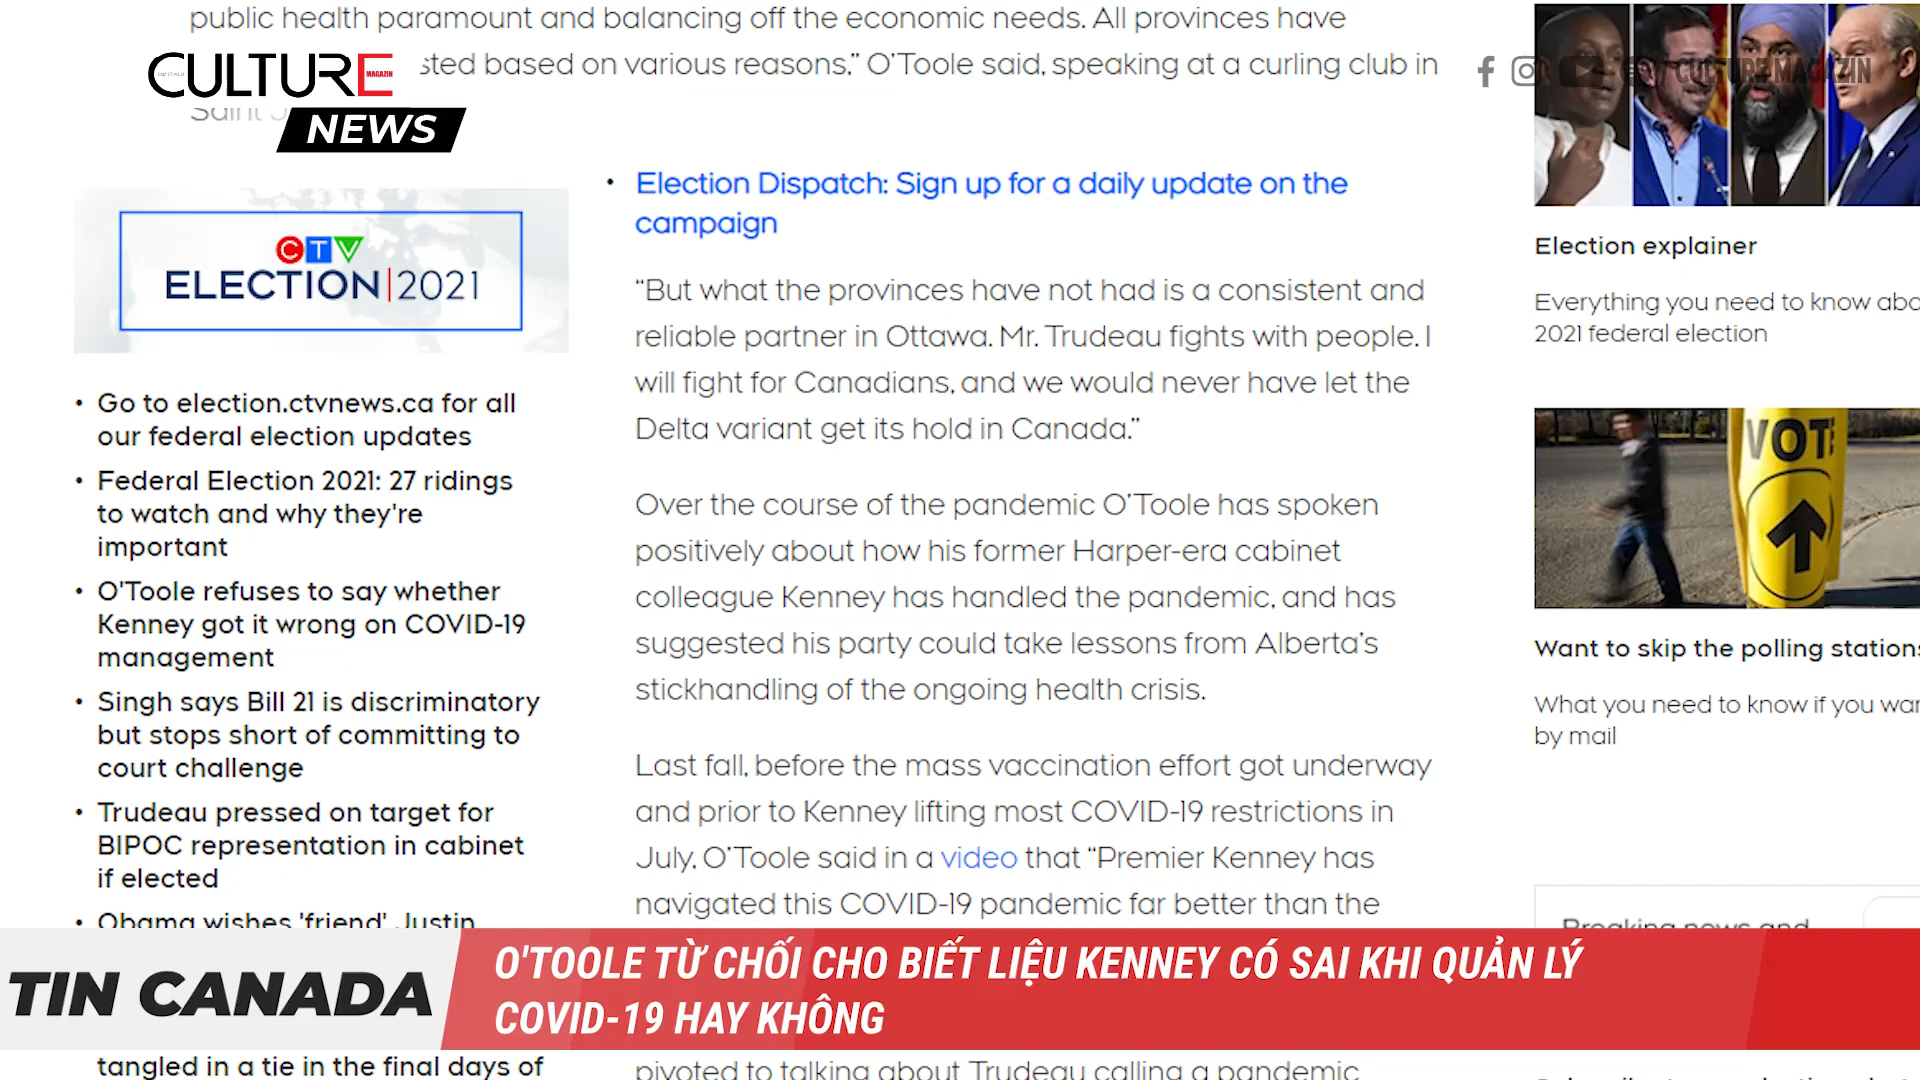 public health paramount and balancing off the economic needs. All provinces have
sted based on various reasons,” O’Toole said, speaking at a curling club in
Saint J
CULTURE
MAGAZIN
NEWS
CULTURE MAGAZIN
CTV
ELECTION|2021
• Go to election.ctvnews.ca for all
our federal election updates
• Federal Election 2021: 27 ridings
to watch and why they're
important
• O'Toole refuses to say whether
Kenney got it wrong on COVID-19
management
• Singh says Bill 21 is discriminatory
but stops short of committing to
court challenge
• Trudeau pressed on target for
BIPOC representation in cabinet
if elected
• Obama wishes 'friend' Justin
tangled in a tie in the final days of
• Election Dispatch: Sign up for a daily update on the
campaign
“But what the provinces have not had is a consistent and
reliable partner in Ottawa. Mr. Trudeau fights with people. I
will fight for Canadians, and we would never have let the
Delta variant get its hold in Canada.”
Over the course of the pandemic O’Toole has spoken
positively about how his former Harper-era cabinet
colleague Kenney has handled the pandemic, and has
suggested his party could take lessons from Alberta’s
stickhandling of the ongoing health crisis.
Last fall, before the mass vaccination effort got underway
and prior to Kenney lifting most COVID-19 restrictions in
July, O’Toole said in a video that “Premier Kenney has
navigated this COVID-19 pandemic far better than the
pivoted to talking about Trudeau calling a pandemic
Election explainer
Everything you need to know abo
2021 federal election
VOTE
Want to skip the polling stations
What you need to know if you wan
by mail
Breaking news and
TIN CANADA
O'TOOLE TỪ CHỐI CHO BIẾT LIỆU KENNEY CÓ SAI KHI QUẢN LÝ
COVID-19 HAY KHÔNG